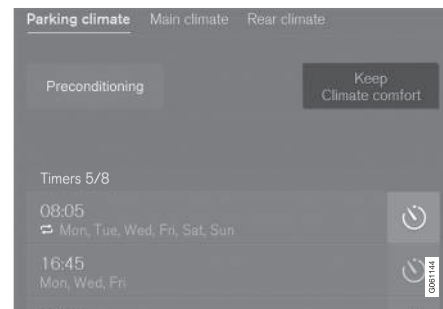 Parking climate Main climate Rear climate
Preconditioning
Keep
Climate comfort
Timers 5/8
08:05
Mon, Tue, Wed, Fri, Sat, Sun
16:45
Mon, Wed, Fri
G061144